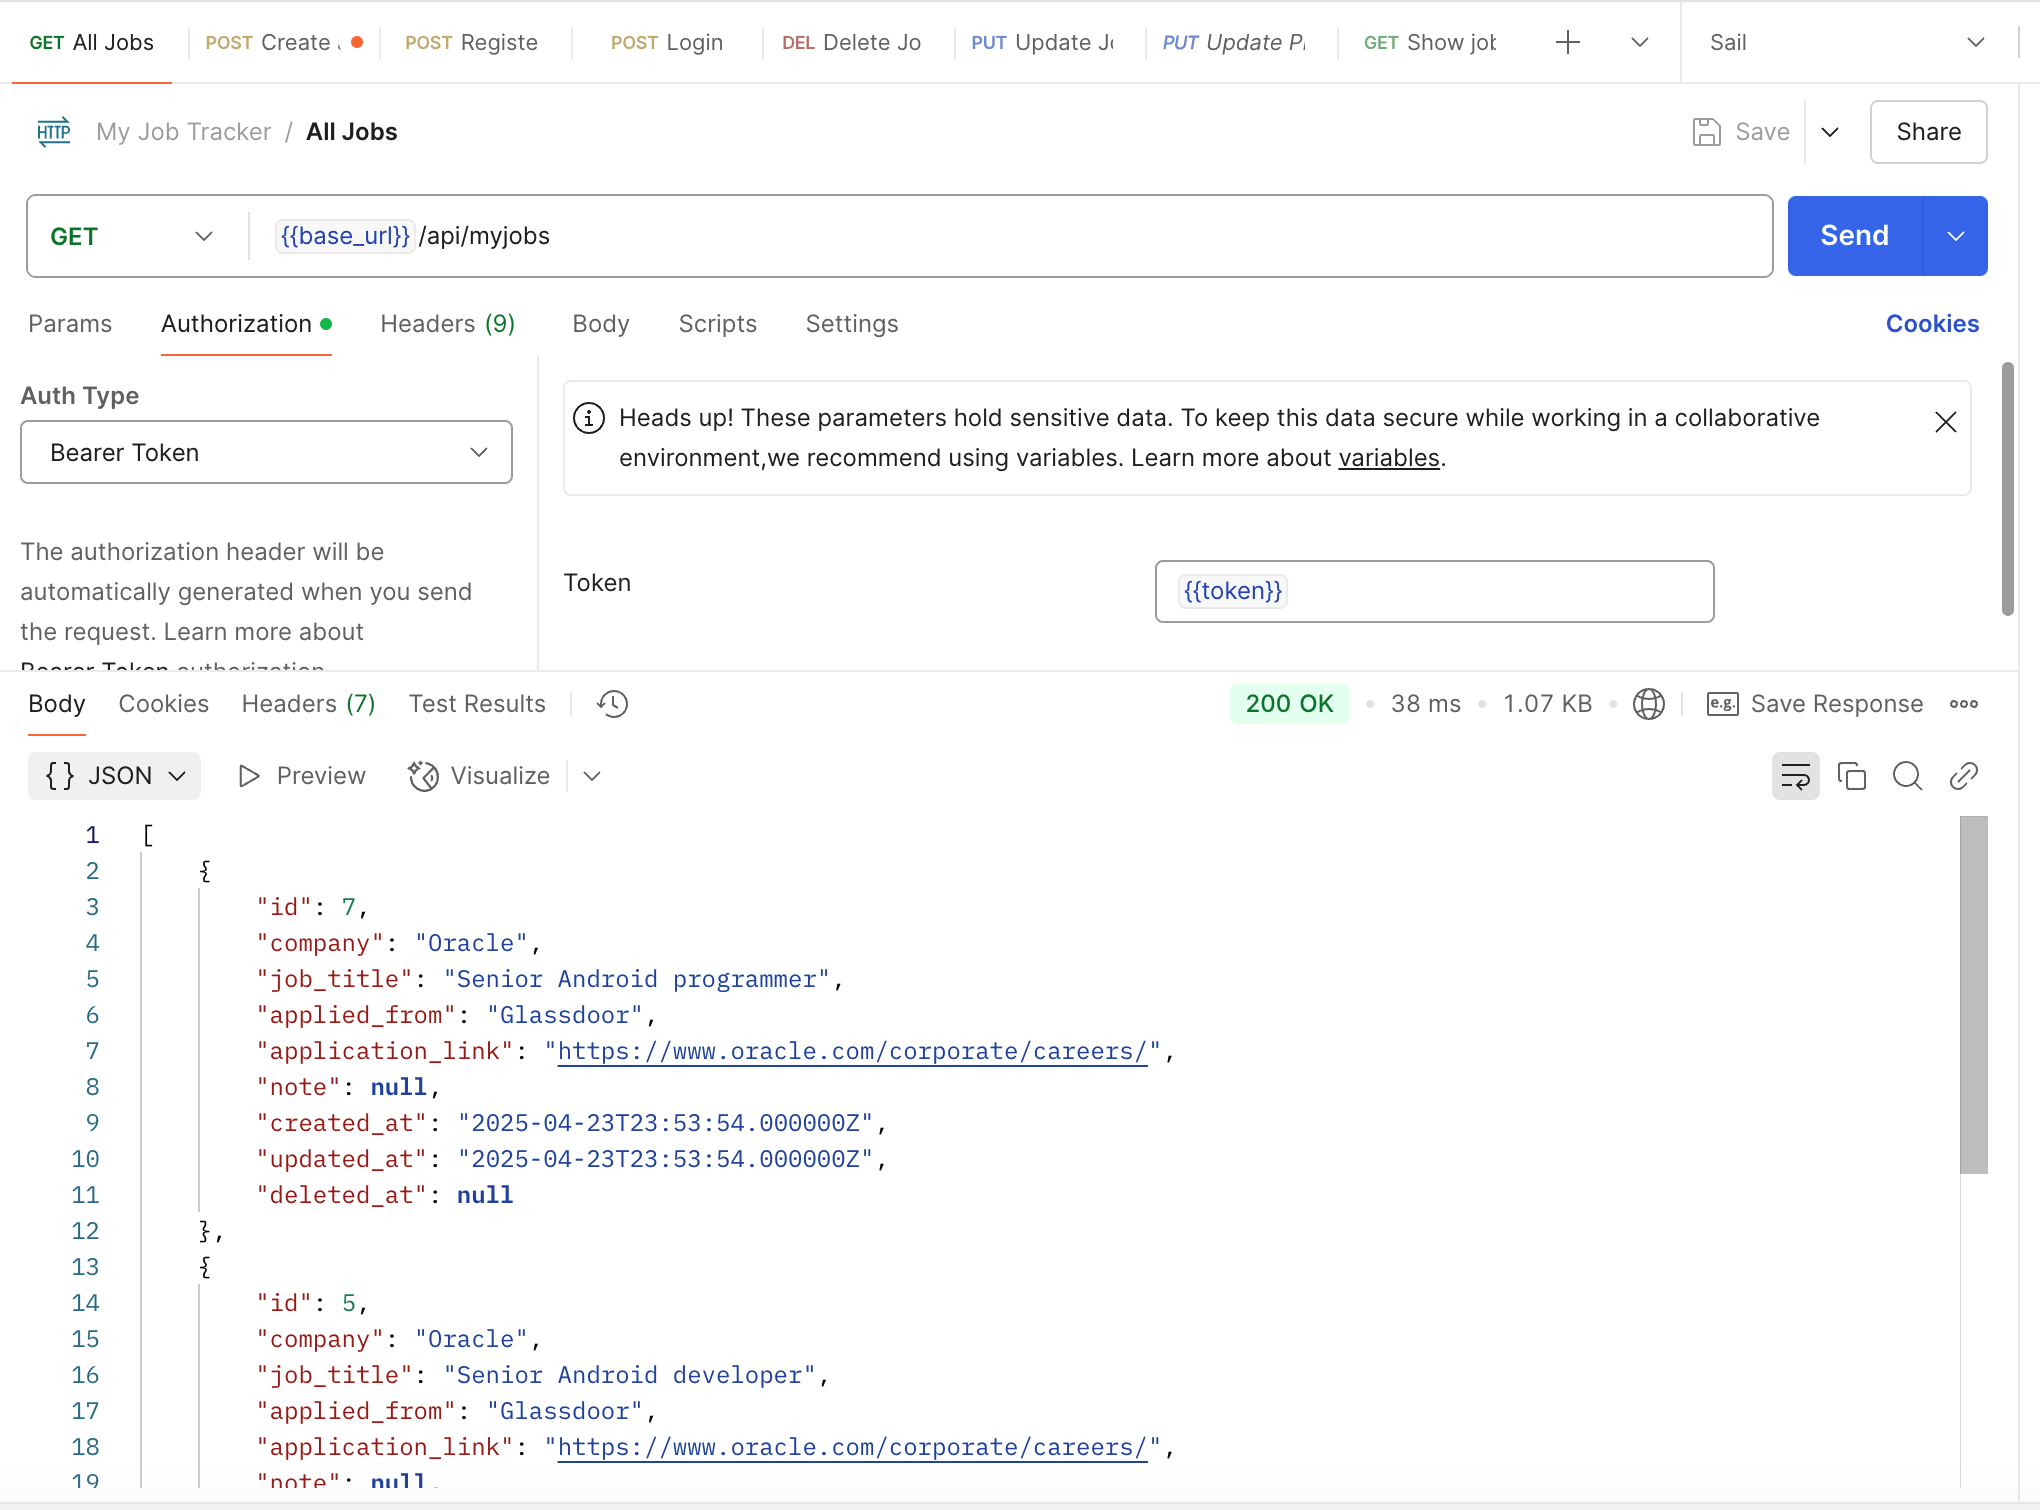 GET All Jobs
POST Create
POST Registe
POST Login
DEL Delete Jo
PUT Update Jo
PUT Update P
GET Show job
Sail
HTTP My Job Tracker / All Jobs
Save
Share
GET {{base_url}}/api/myjobs
Send
Params Authorization Headers (9) Body Scripts Settings Cookies
Auth Type
Bearer Token
The authorization header will be
automatically generated when you send
the request. Learn more about
Bearer Token authorization
Heads up! These parameters hold sensitive data. To keep this data secure while working in a collaborative
environment,we recommend using variables. Learn more about variables.
Token {{token}}
Body Cookies Headers (7) Test Results
200 OK • 38 ms • 1.07 KB • e.g. Save Response
{} JSON Preview Visualize
1 [
2 {
3 "id": 7,
4 "company": "Oracle",
5 "job_title": "Senior Android programmer",
6 "applied_from": "Glassdoor",
7 "application_link": "https://www.oracle.com/corporate/careers/",
8 "note": null,
9 "created_at": "2025-04-23T23:53:54.000000Z",
10 "updated_at": "2025-04-23T23:53:54.000000Z",
11 "deleted_at": null
12 },
13 {
14 "id": 5,
15 "company": "Oracle",
16 "job_title": "Senior Android developer",
17 "applied_from": "Glassdoor",
18 "application_link": "https://www.oracle.com/corporate/careers/",
19 "note": null,